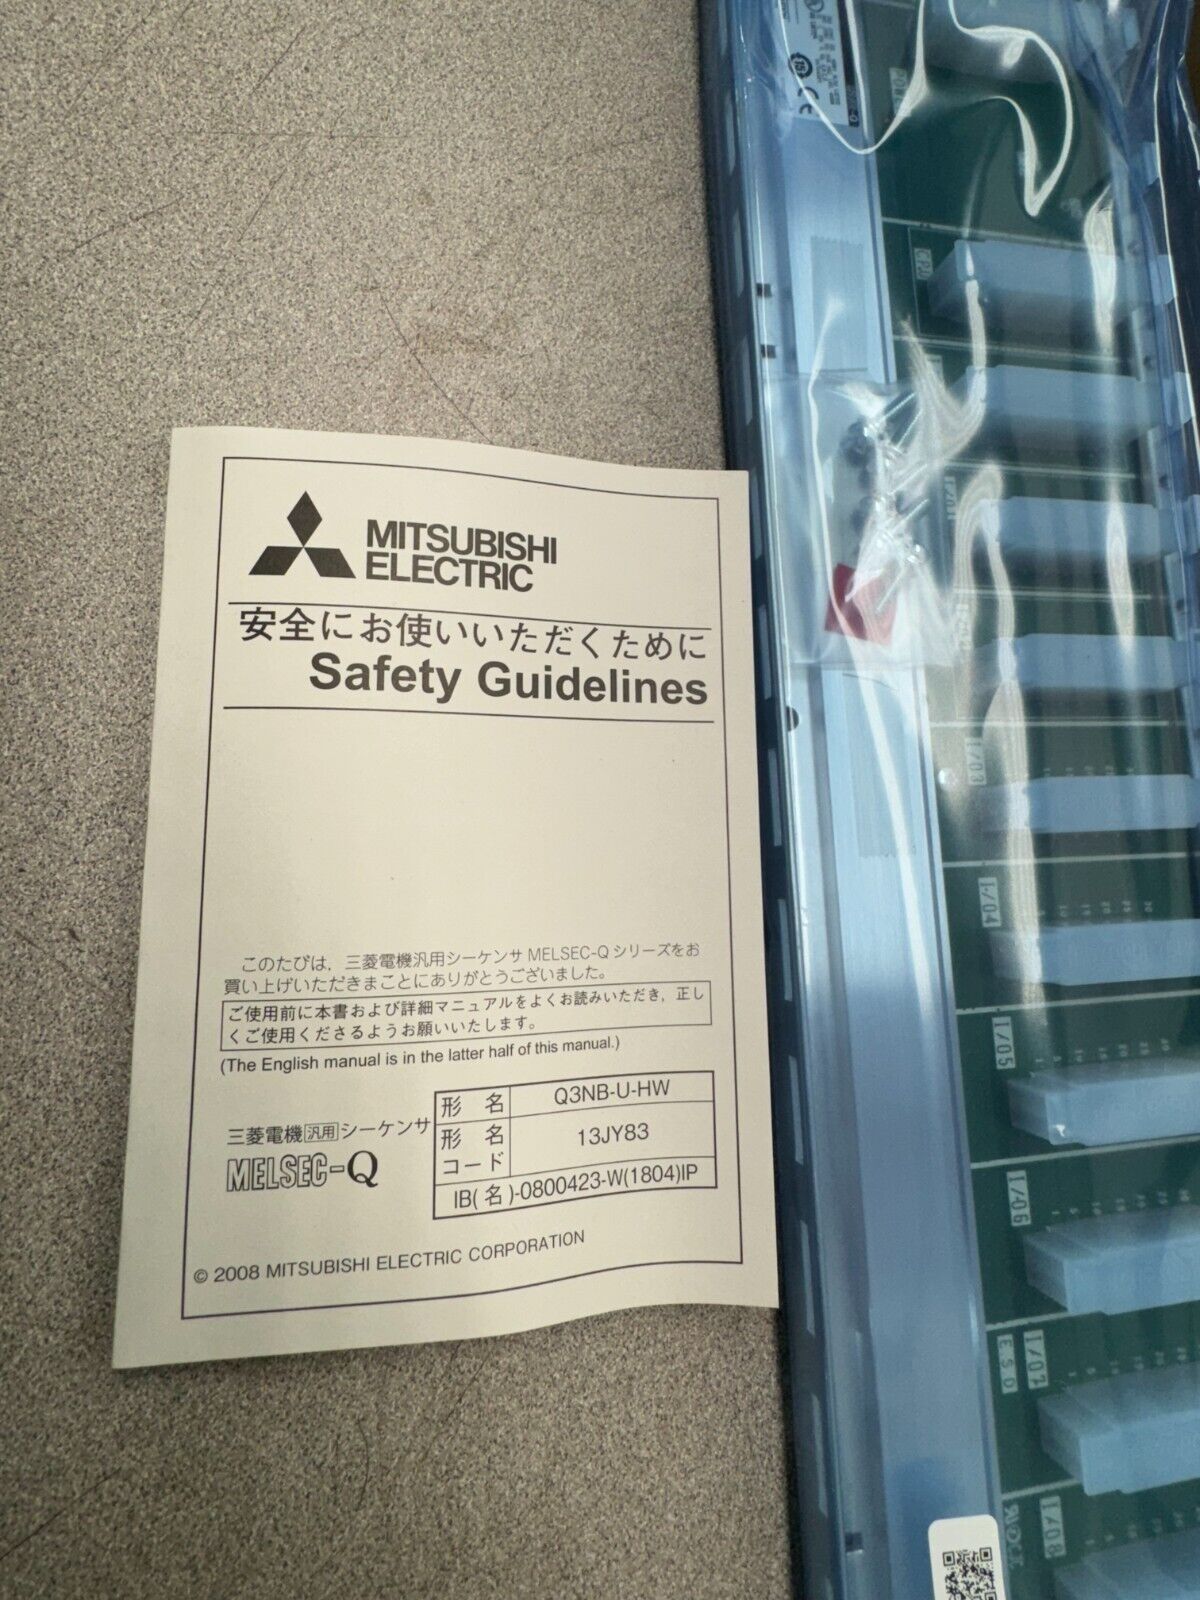 MITSUBISHI
ELECTRIC
安全にお使いいただくために
Safety Guidelines
このたびは，三菱電機汎用シーケンサ MELSEC-Q シリーズをお
買い上げいただきまことにありがとうございました。
ご使用前に本書および詳細マニュアルをよくお読みいただき，正し
くご使用くださるようお願いいたします。
(The English manual is in the latter half of this manual.)
三菱電機汎用シーケンサ
MELSEC-Q
形 名 Q3NB-U-HW
形 名
コード 13JY83
IB(名)-0800423-W(1804)IP
© 2008 MITSUBISHI ELECTRIC CORPORATION
CPU
I/03
I/04
I/05
I/06
I/07
I/08